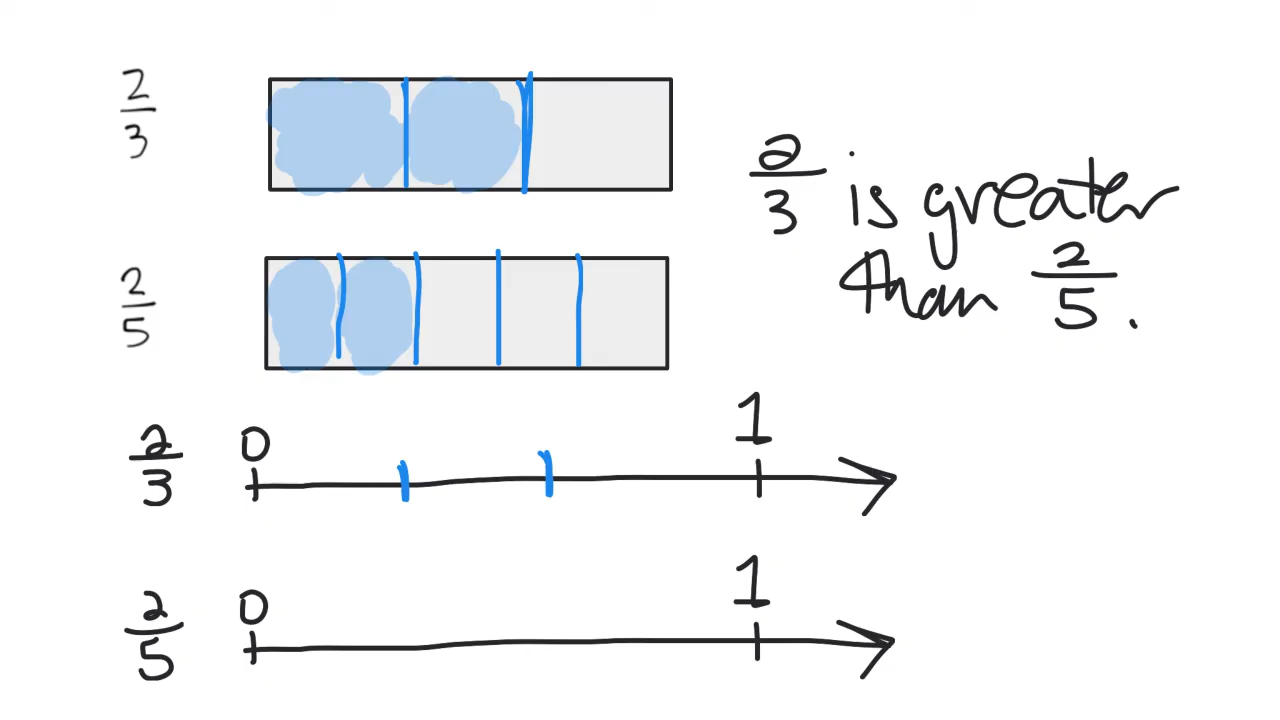 2/3
2/3 is greater
than 2/5.
2/5
2/3 0 1
2/5 0 1